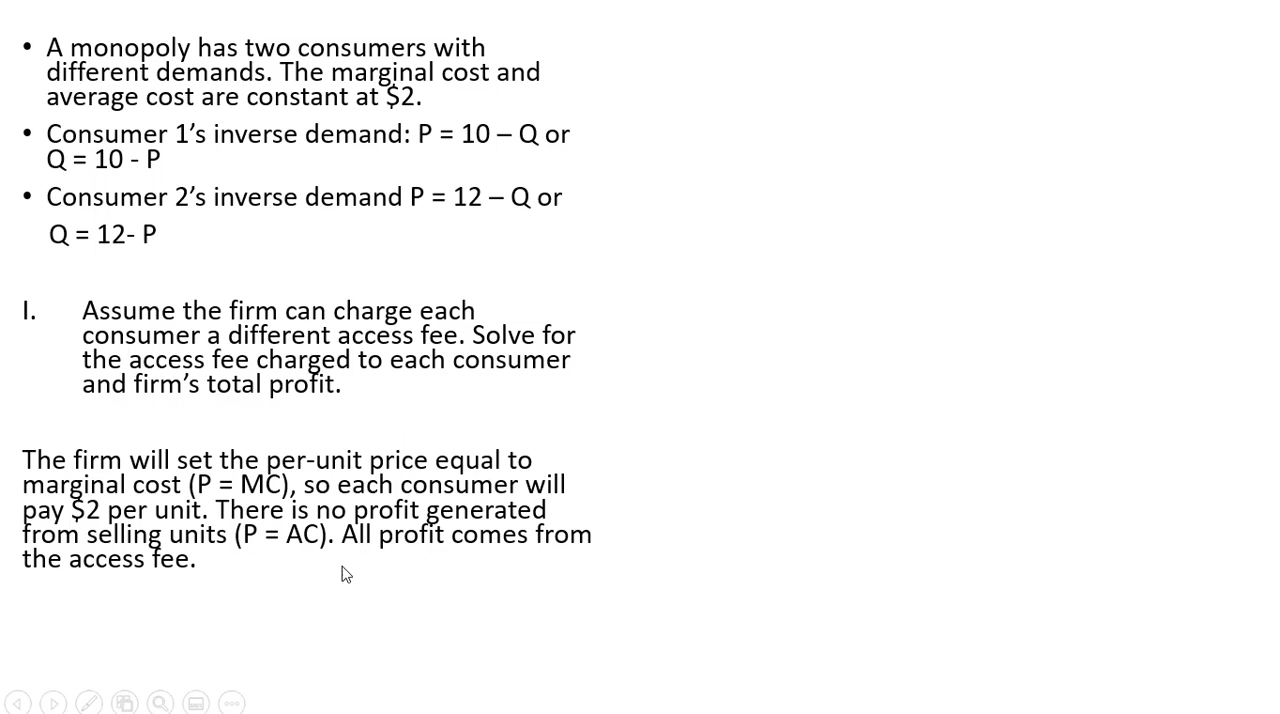 • A monopoly has two consumers with
different demands. The marginal cost and
average cost are constant at $2.
• Consumer 1’s inverse demand: P = 10 – Q or
Q = 10 - P
• Consumer 2’s inverse demand P = 12 – Q or
Q = 12- P
I. Assume the firm can charge each
consumer a different access fee. Solve for
the access fee charged to each consumer
and firm’s total profit.
The firm will set the per-unit price equal to
marginal cost (P = MC), so each consumer will
pay $2 per unit. There is no profit generated
from selling units (P = AC). All profit comes from
the access fee.